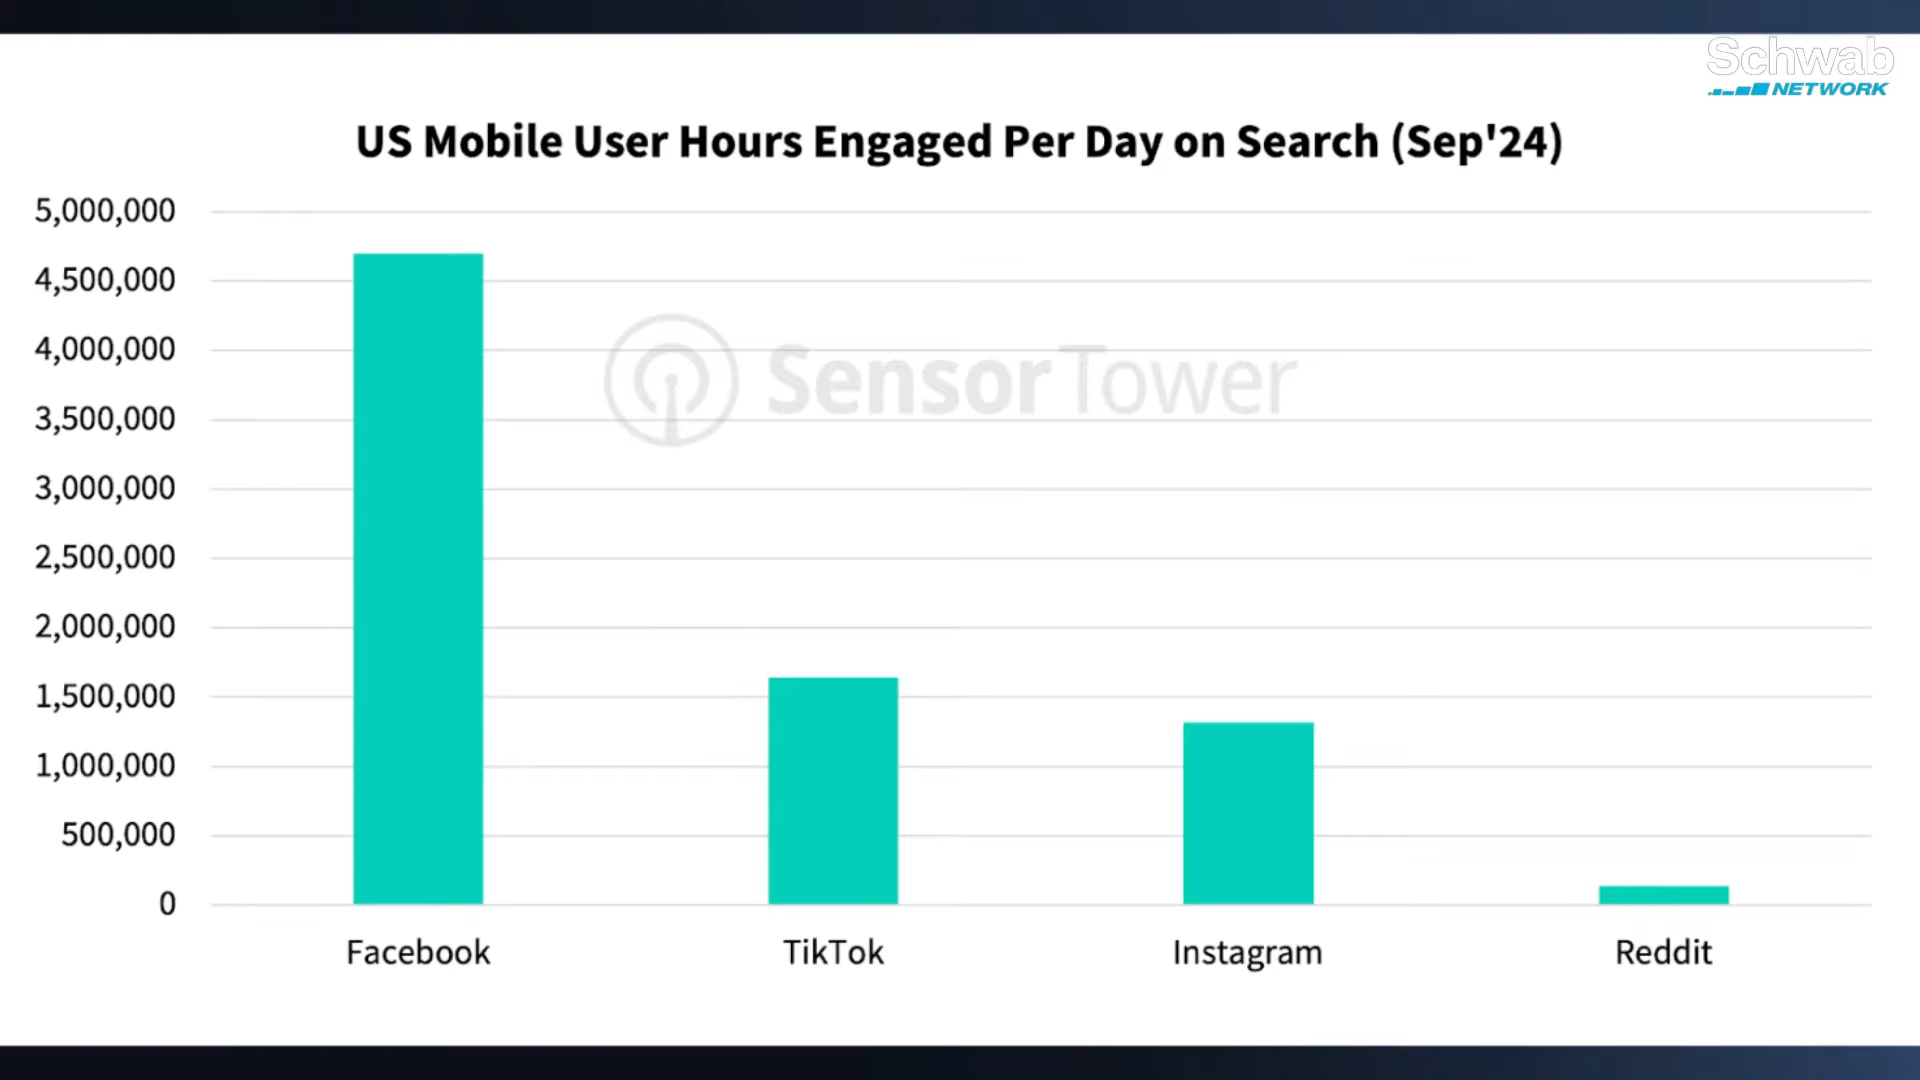 Schwab
NETWORK
US Mobile User Hours Engaged Per Day on Search (Sep'24)
5,000,000
4,500,000
4,000,000
3,500,000
3,000,000
2,500,000
2,000,000
1,500,000
1,000,000
500,000
0
SensorTower
Facebook TikTok Instagram Reddit